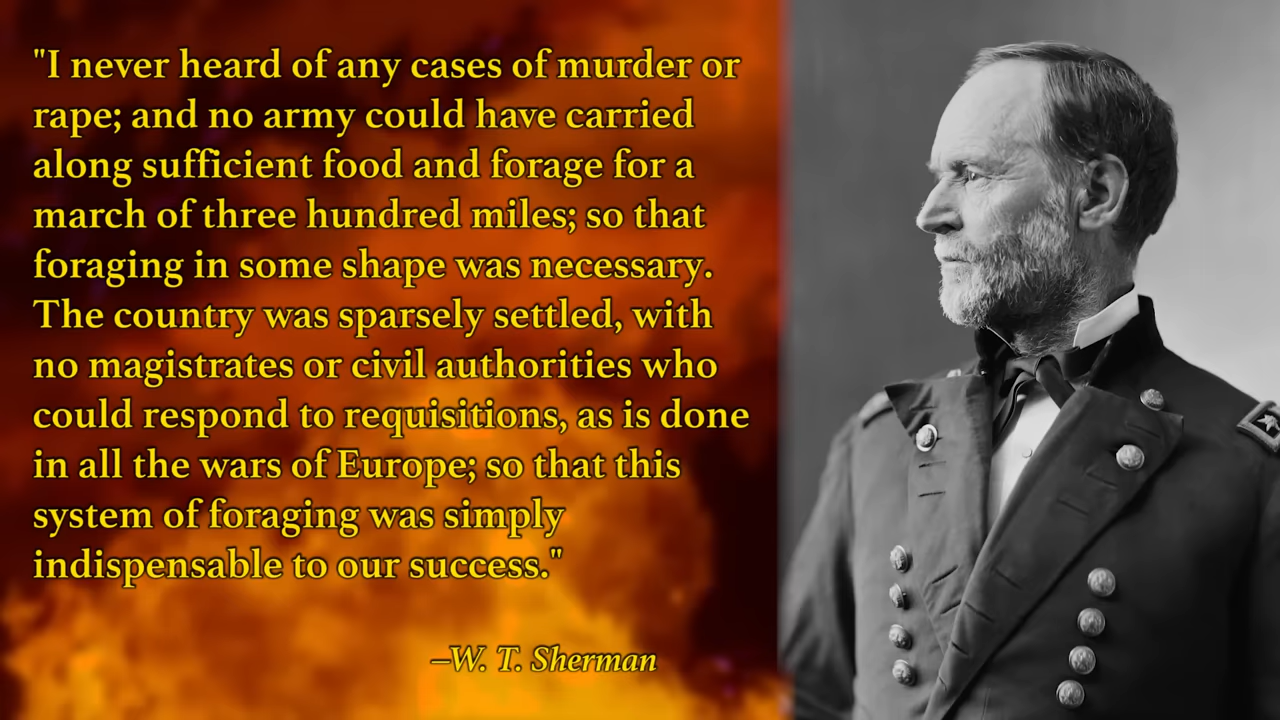 "I never heard of any cases of murder or
rape; and no army could have carried
along sufficient food and forage for a
march of three hundred miles; so that
foraging in some shape was necessary.
The country was sparsely settled, with
no magistrates or civil authorities who
could respond to requisitions, as is done
in all the wars of Europe; so that this
system of foraging was simply
indispensable to our success."
–W. T. Sherman